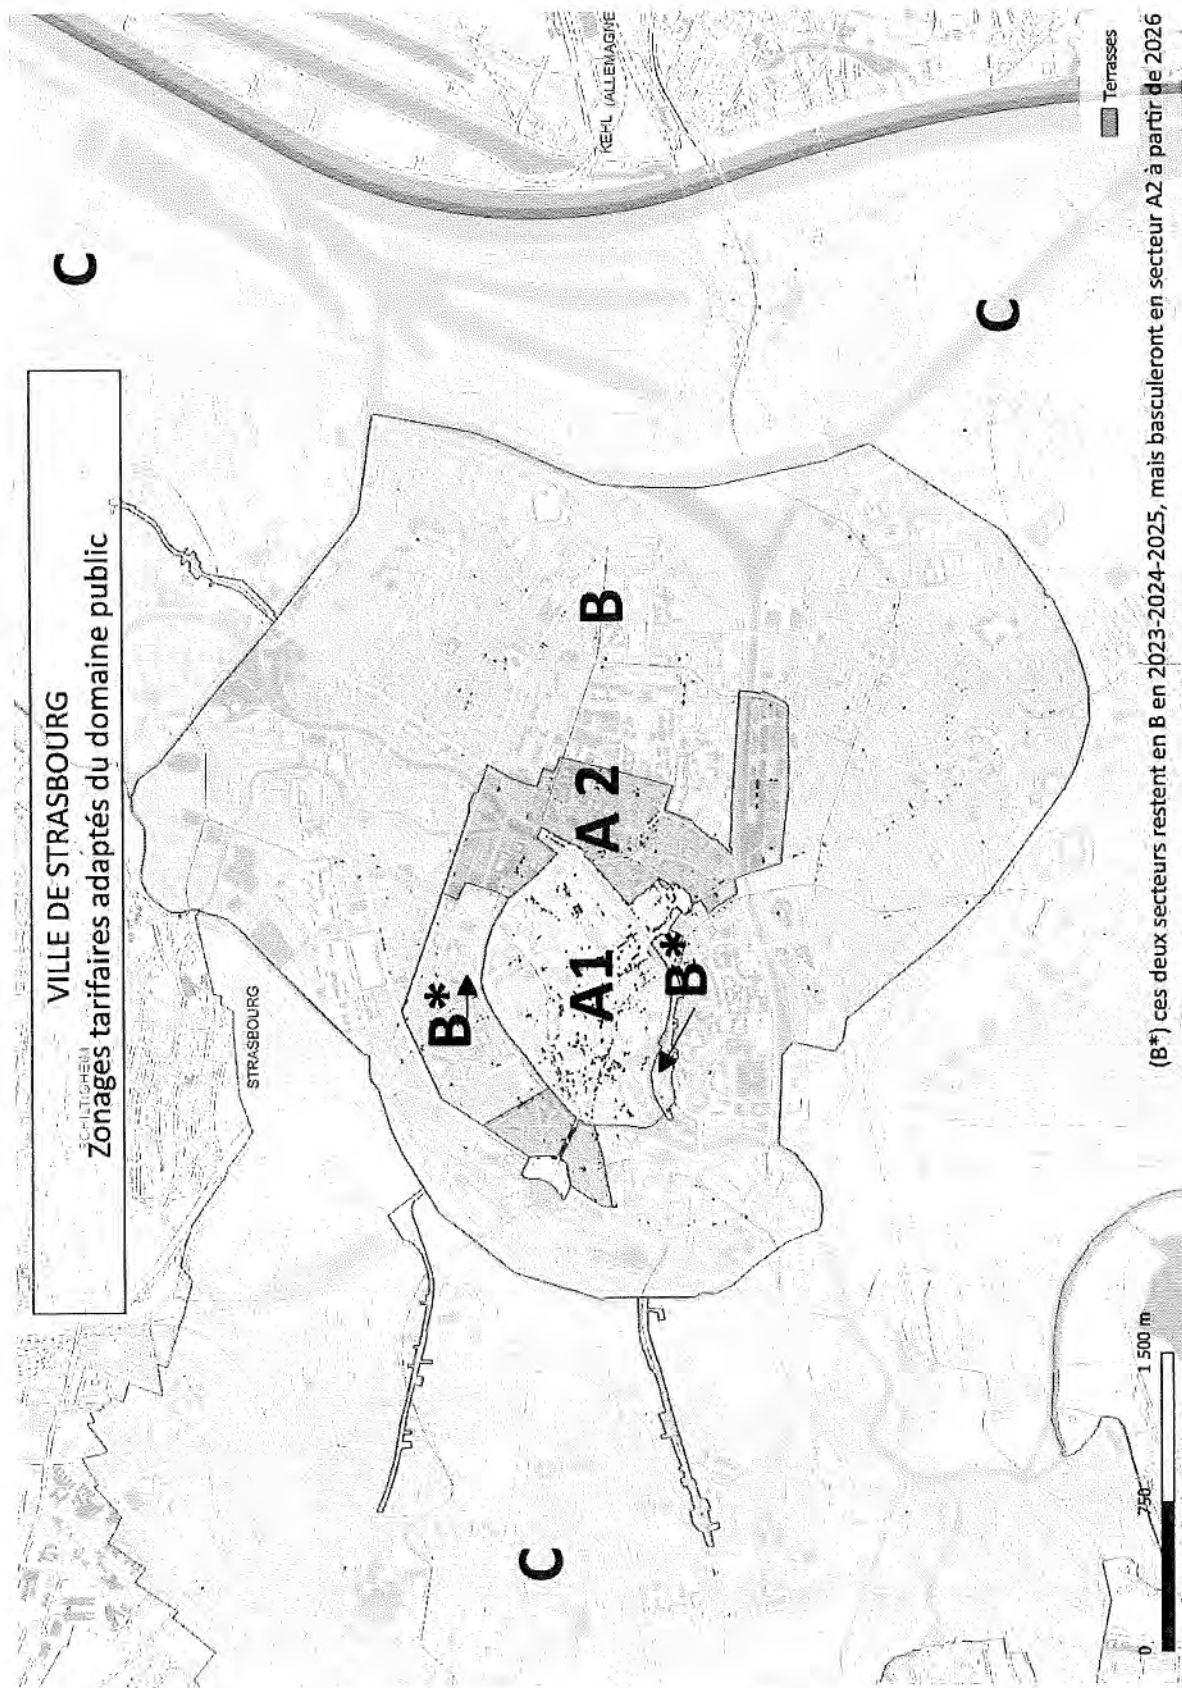 VILLE DE STRASBOURG
Zonages tarifaires adaptés du domaine public
STRASBOURG
KEHL (ALLEMAGNE
C
C
C
B
B*
B*
A 2
A1
Terrasses
0 750 1 500 m
(B*) ces deux secteurs restent en B en 2023-2024-2025, mais basculeront en secteur A2 à partir de 2026